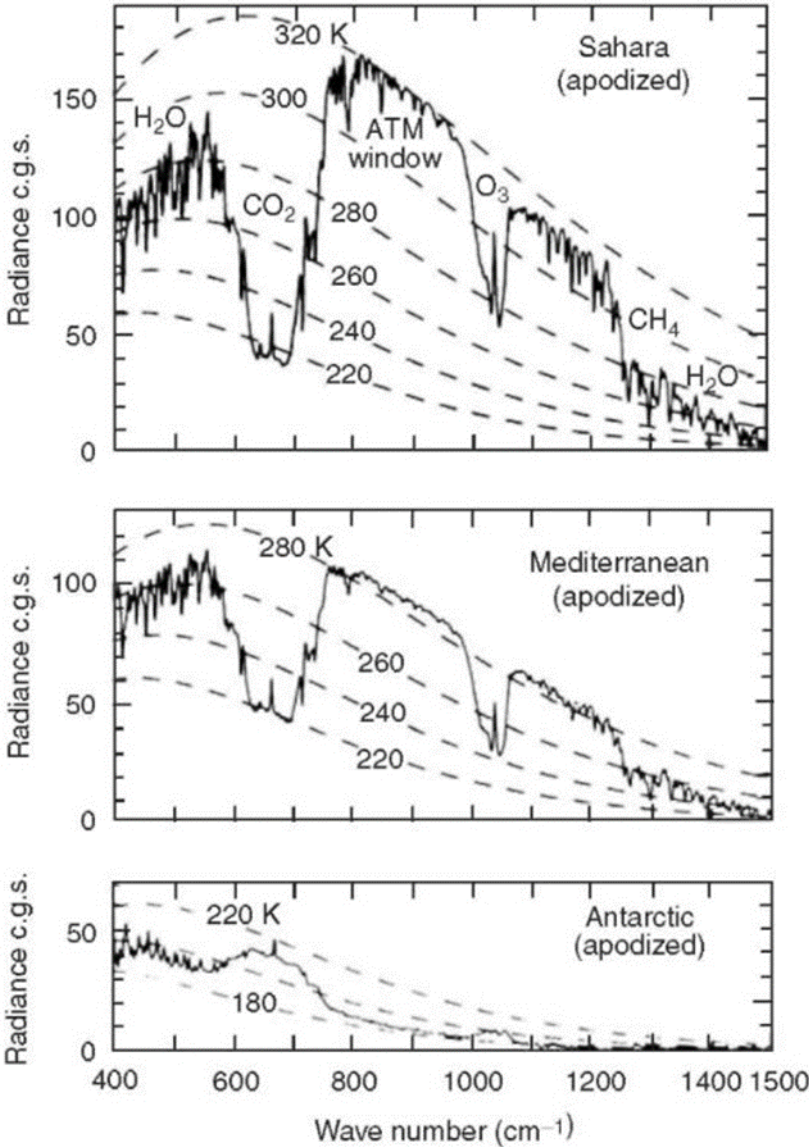 Sahara
(apodized)
Radiance c.g.s.
150
100
50
0
320 K
300
280
260
240
220
H₂O
CO₂
ATM
window
O₃
CH₄
H₂O
Mediterranean
(apodized)
Radiance c.g.s.
100
50
0
280 K
260
240
220
Antarctic
(apodized)
Radiance c.g.s.
50
0
220 K
180
400 600 800 1000 1200 1400 1500
Wave number (cm⁻¹)